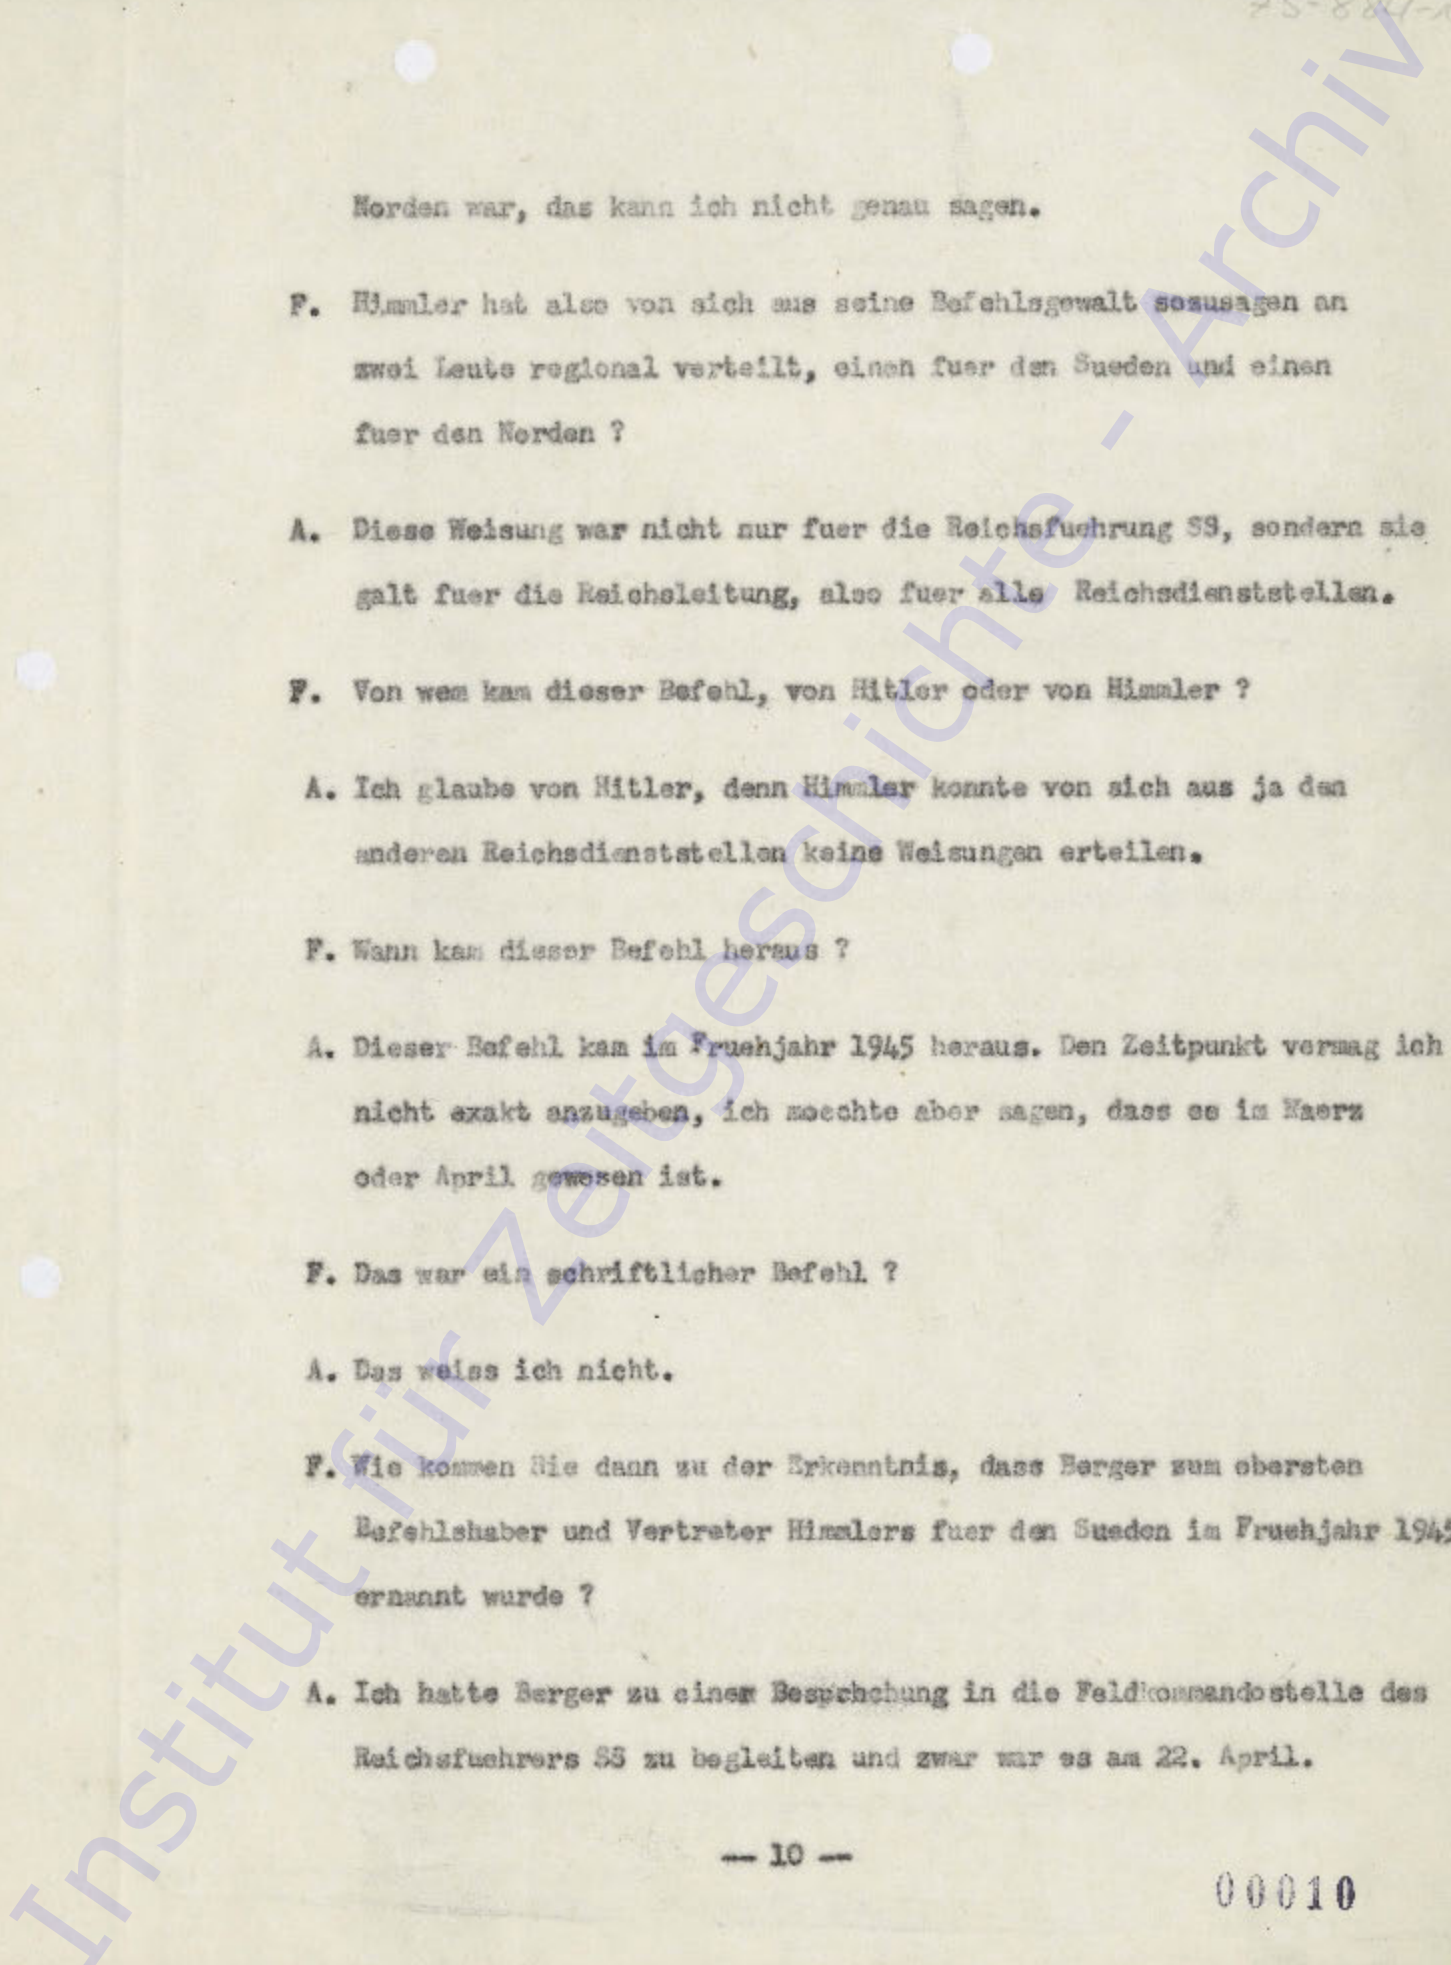 Norden war, das kann ich nicht genau sagen.
F. Himmler hat also von sich aus seine Befehlsgewalt sozusagen an
zwei Leute regional verteilt, einen fuer den Sueden und einen
fuer den Norden ?
A. Diese Weisung war nicht nur fuer die Reichsfuehrung SS, sondern sie
galt fuer die Reichsleitung, also fuer alle Reichsdienststellen.
F. Von wem kam dieser Befehl, von Hitler oder von Himmler ?
A. Ich glaube von Hitler, denn Himmler konnte von sich aus ja den
anderen Reichsdienststellen keine Weisungen erteilen.
F. Wann kam dieser Befehl heraus ?
A. Dieser Befehl kam im Fruehjahr 1945 heraus. Den Zeitpunkt vermag ich
nicht exakt anzugeben, ich moechte aber sagen, dass es im Maerz
oder April gewesen ist.
F. Das war ein schriftlicher Befehl ?
A. Das weiss ich nicht.
F. Wie kommen Sie dann zu der Erkenntnis, dass Berger zum obersten
Befehlshaber und Vertreter Himmlers fuer den Sueden im Fruehjahr 1945
ernannt wurde ?
A. Ich hatte Berger zu einer Besprchchung in die Feldkommandostelle des
Reichsfuehrers SS zu begleiten und zwar war es am 22. April.
— 10 —
00010
Institut für Zeitgeschichte - Archiv